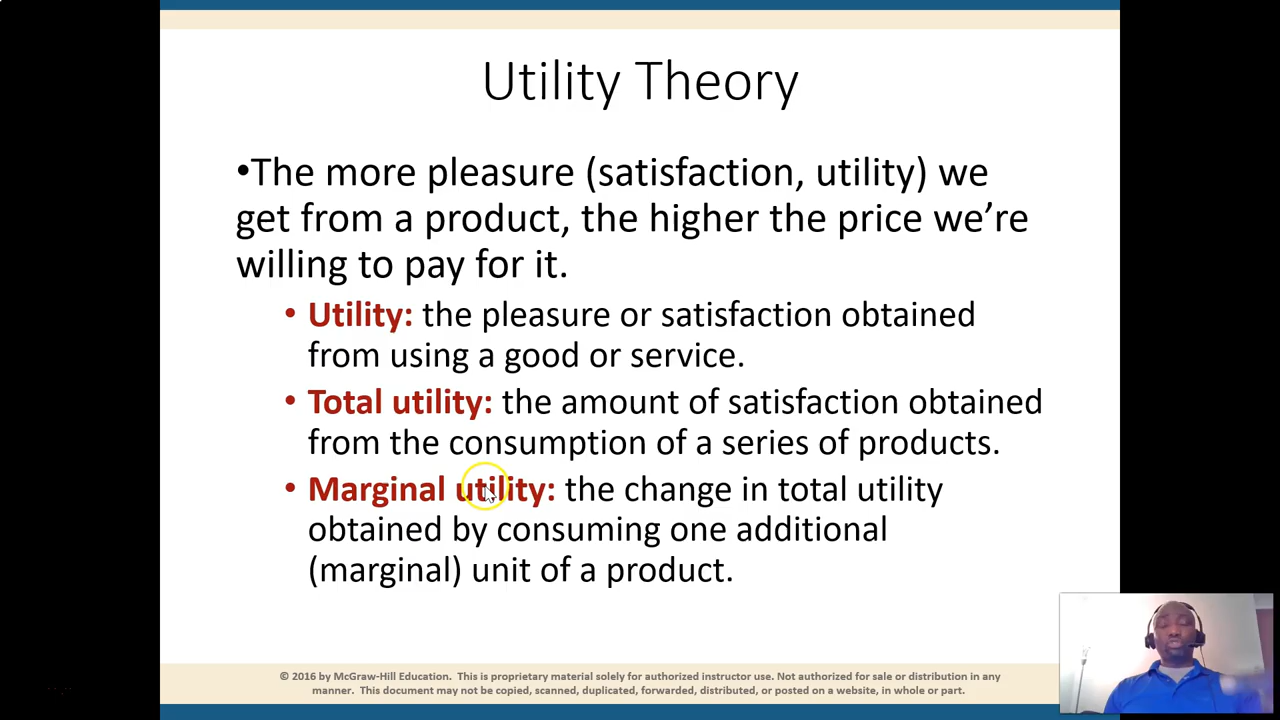 Utility Theory
•The more pleasure (satisfaction, utility) we
get from a product, the higher the price we’re
willing to pay for it.
• Utility: the pleasure or satisfaction obtained
from using a good or service.
• Total utility: the amount of satisfaction obtained
from the consumption of a series of products.
• Marginal utility: the change in total utility
obtained by consuming one additional
(marginal) unit of a product.
© 2016 by McGraw-Hill Education. This is proprietary material solely for authorized instructor use. Not authorized for sale or distribution in any
manner. This document may not be copied, scanned, duplicated, forwarded, distributed, or posted on a website, in whole or part.